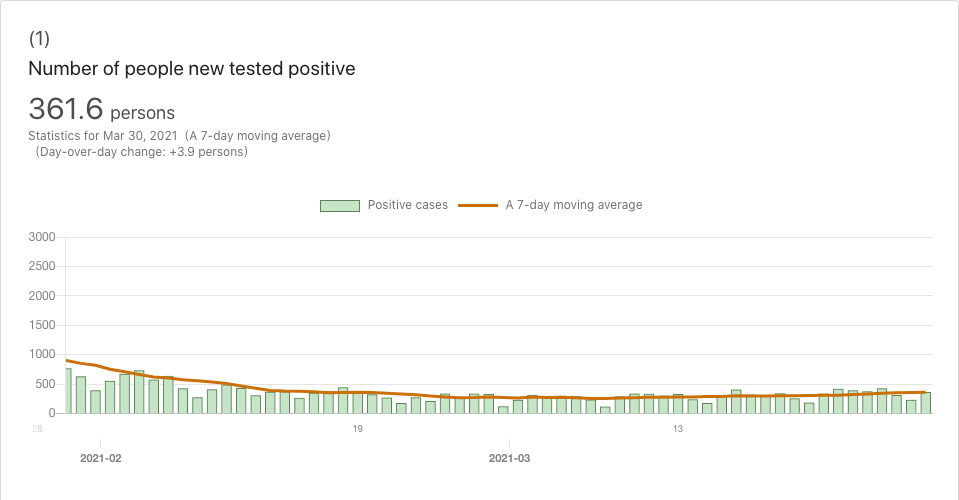 (1)
Number of people new tested positive
361.6 persons
Statistics for Mar 30, 2021 (A 7-day moving average)
(Day-over-day change: +3.9 persons)
Positive cases A 7-day moving average
3000
2500
2000
1500
1000
500
0
28 19 13
2021-02 2021-03